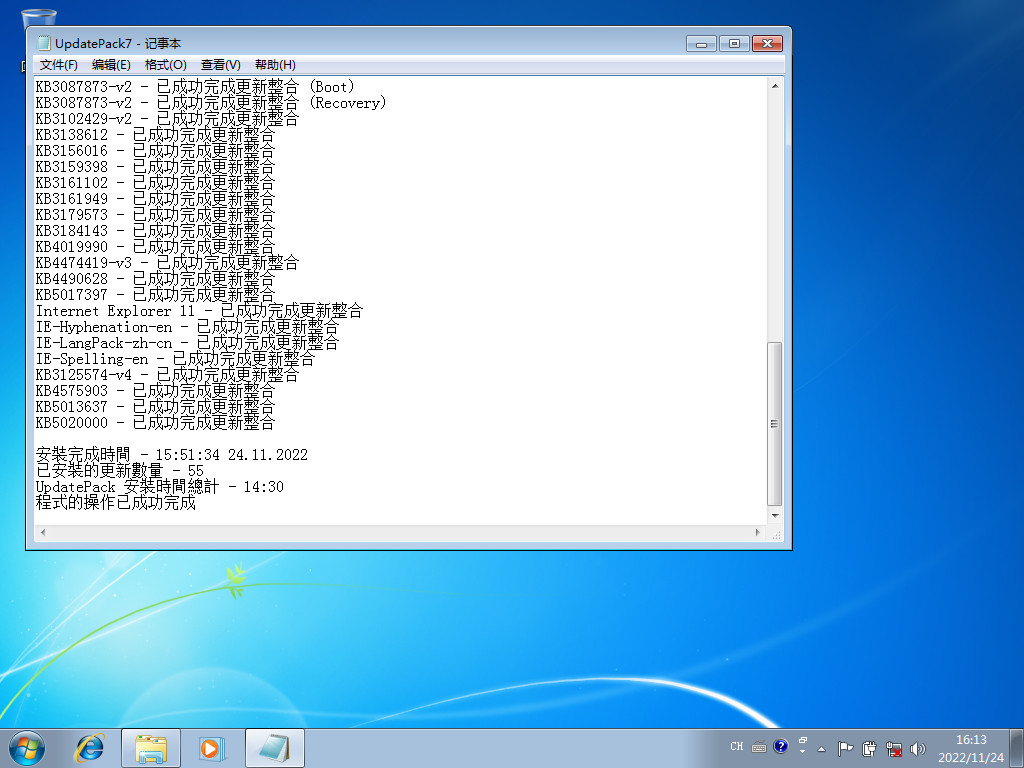 UpdatePack7 - 记事本
文件(F) 编辑(E) 格式(O) 查看(V) 帮助(H)
KB3087873-v2 - 已成功完成更新整合 (Boot)
KB3087873-v2 - 已成功完成更新整合 (Recovery)
KB3102429-v2 - 已成功完成更新整合
KB3138612 - 已成功完成更新整合
KB3156016 - 已成功完成更新整合
KB3159398 - 已成功完成更新整合
KB3161102 - 已成功完成更新整合
KB3161949 - 已成功完成更新整合
KB3179573 - 已成功完成更新整合
KB3184143 - 已成功完成更新整合
KB4019990 - 已成功完成更新整合
KB4474419-v3 - 已成功完成更新整合
KB4490628 - 已成功完成更新整合
KB5017397 - 已成功完成更新整合
Internet Explorer 11 - 已成功完成更新整合
IE-Hyphenation-en - 已成功完成更新整合
IE-LangPack-zh-cn - 已成功完成更新整合
IE-Spelling-en - 已成功完成更新整合
KB3125574-v4 - 已成功完成更新整合
KB4575903 - 已成功完成更新整合
KB5013637 - 已成功完成更新整合
KB5020000 - 已成功完成更新整合
安裝完成時間 - 15:51:34 24.11.2022
已安裝的更新數量 - 55
UpdatePack 安裝時間總計 - 14:30
程式的操作已成功完成
CH
16:13
2022/11/24